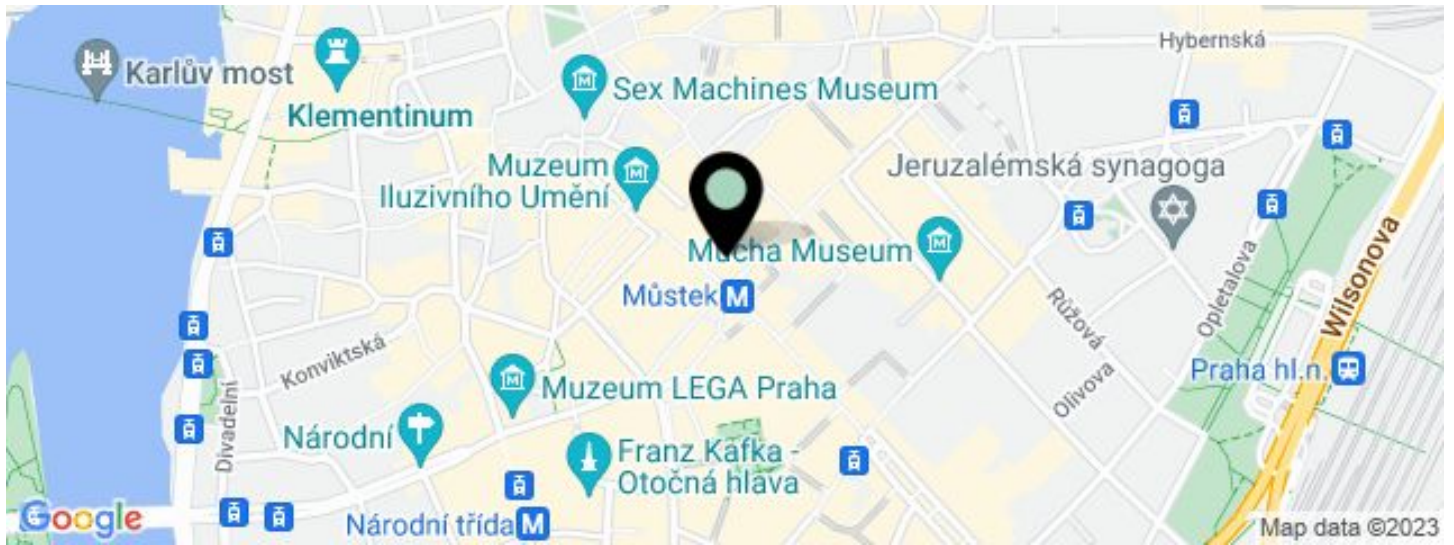 Hybernská
Karlův most
Klementinum
Sex Machines Museum
Muzeum
Iluzivního Umění
Jeruzalémská synagoga
Mucha Museum
Můstek
M
Opletalova
Wilsonova
Růžová
Konviktská
Divadelní
Muzeum LEGA Praha
Olivova
Praha hl.n.
Národní
Franz Kafka -
Otočná hlava
Národní třída
M
Google
Map data ©2023